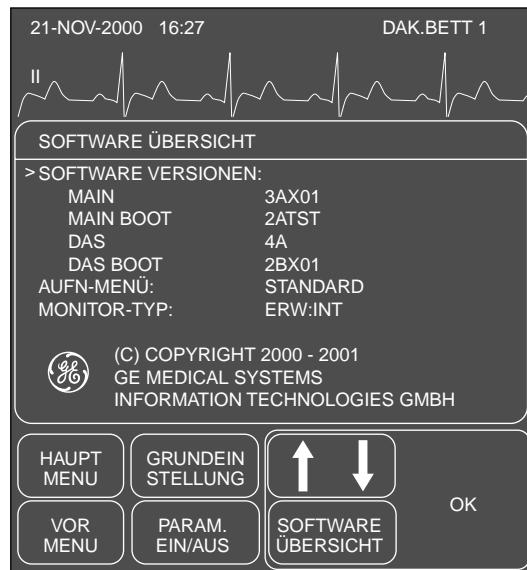 21-NOV-2000 16:27 DAK.BETT 1
II
SOFTWARE ÜBERSICHT
>SOFTWARE VERSIONEN:
MAIN 3AX01
MAIN BOOT 2ATST
DAS 4A
DAS BOOT 2BX01
AUFN-MENÜ: STANDARD
MONITOR-TYP: ERW:INT
GE
(C) COPYRIGHT 2000 - 2001
GE MEDICAL SYSTEMS
INFORMATION TECHNOLOGIES GMBH
HAUPT
MENU
GRUNDEIN
STELLUNG
VOR
MENU
PARAM.
EIN/AUS
SOFTWARE
ÜBERSICHT
OK